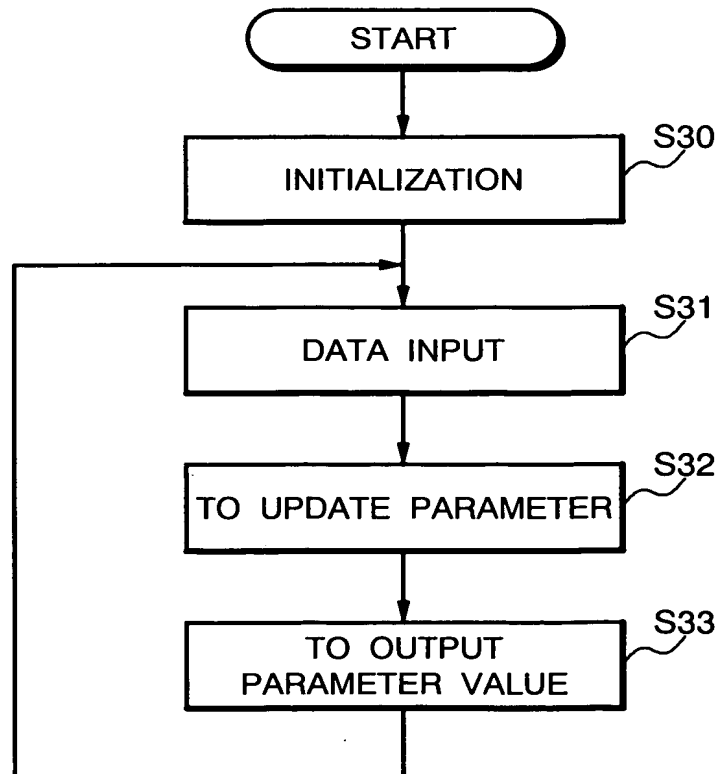 START
S30
INITIALIZATION
S31
DATA INPUT
S32
TO UPDATE PARAMETER
S33
TO OUTPUT
PARAMETER VALUE